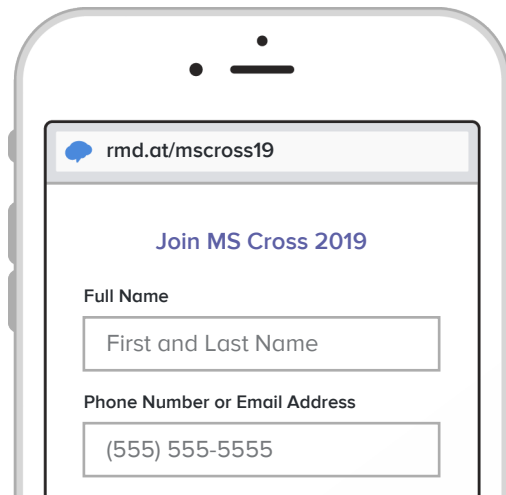 rmd.at/mscross19
Join MS Cross 2019
Full Name
First and Last Name
Phone Number or Email Address
(555) 555-5555